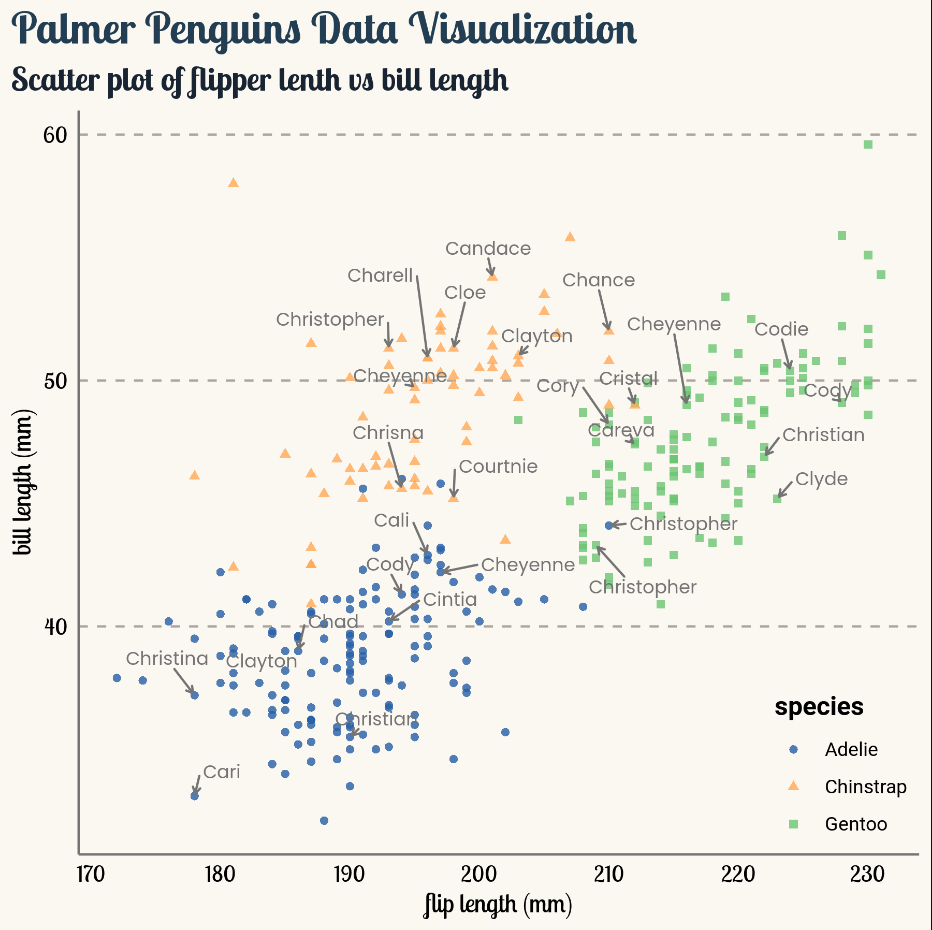 Palmer Penguins Data Visualization
Scatter plot of flipper lenth vs bill length
60
50
40
bill length (mm)
Candace
Charell
Cloe
Chance
Christopher
Cheyenne
Codie
Clayton
Cheyenne
Cristal
Cory
Cody
Careva
Chrisna
Christian
Courtnie
Clyde
Cali
Christopher
Cody
Cheyenne
Christopher
Cintia
Chad
Christina
Clayton
Christian
Cari
species
Adelie
Chinstrap
Gentoo
170 180 190 200 210 220 230
flip length (mm)